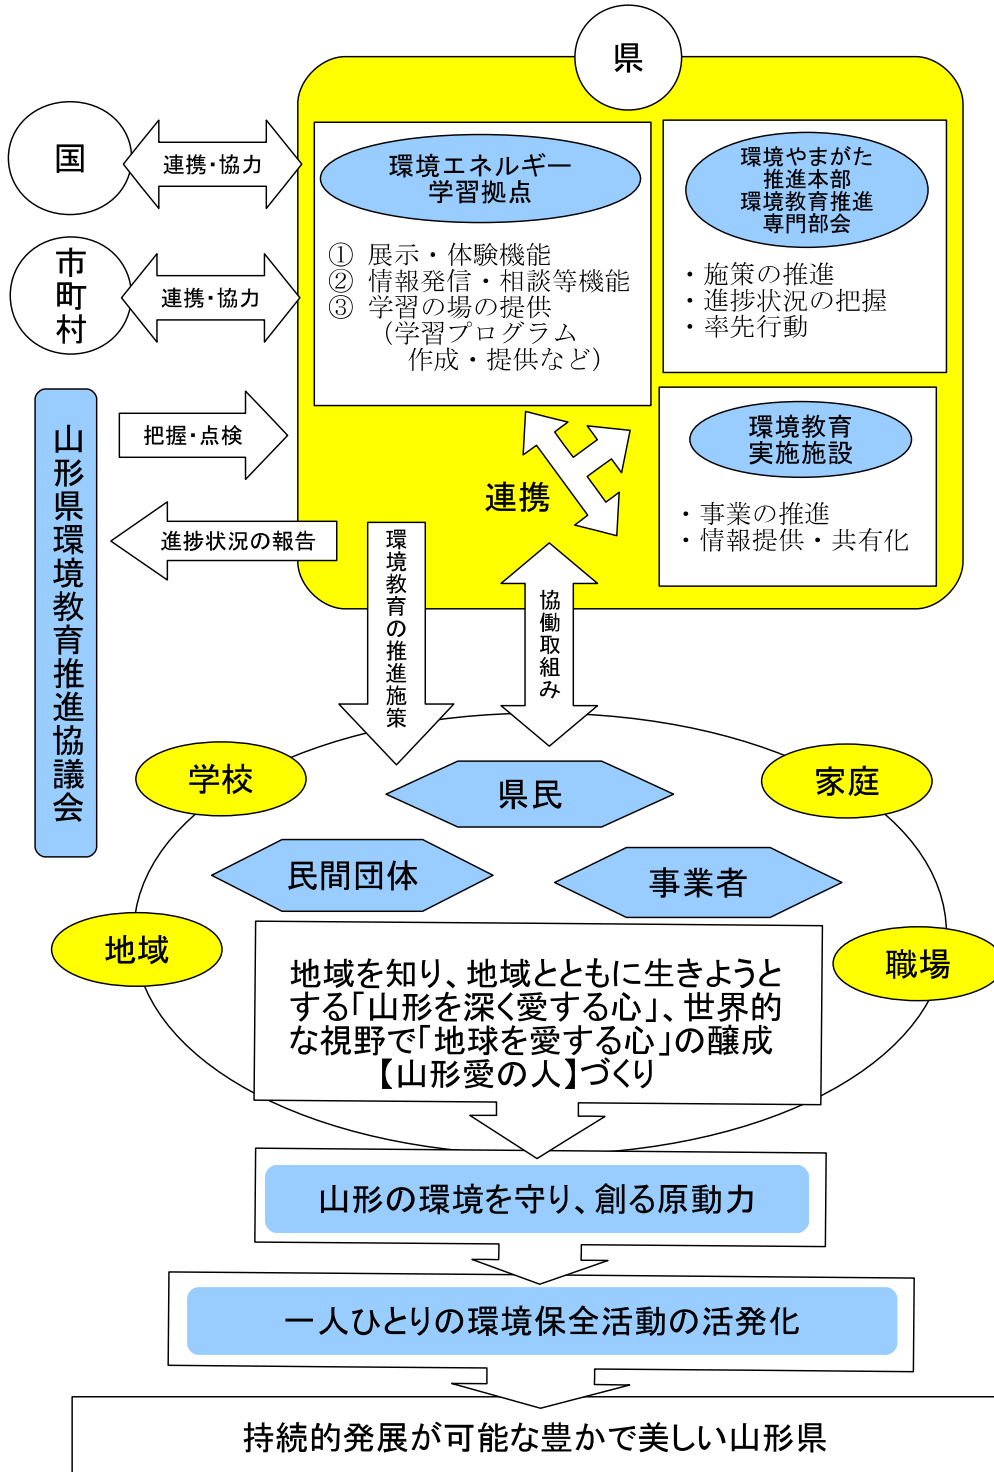 県
国
連携・協力
市
町
村
連携・協力
環境エネルギー
学習拠点
① 展示・体験機能
② 情報発信・相談等機能
③ 学習の場の提供
（学習プログラム
作成・提供など）
環境やまがた
推進本部
環境教育推進
専門部会
・施策の推進
・進捗状況の把握
・率先行動
環境教育
実施施設
・事業の推進
・情報提供・共有化
連携
山形県環境教育推進協議会
把握・点検
進捗状況の報告
環境教育の推進施策
協働取組み
学校
県民
家庭
民間団体
事業者
地域
職場
地域を知り、地域とともに生きようと
する「山形を深く愛する心」、世界的
な視野で「地球を愛する心」の醸成
【山形愛の人】づくり
山形の環境を守り、創る原動力
一人ひとりの環境保全活動の活発化
持続的発展が可能な豊かで美しい山形県